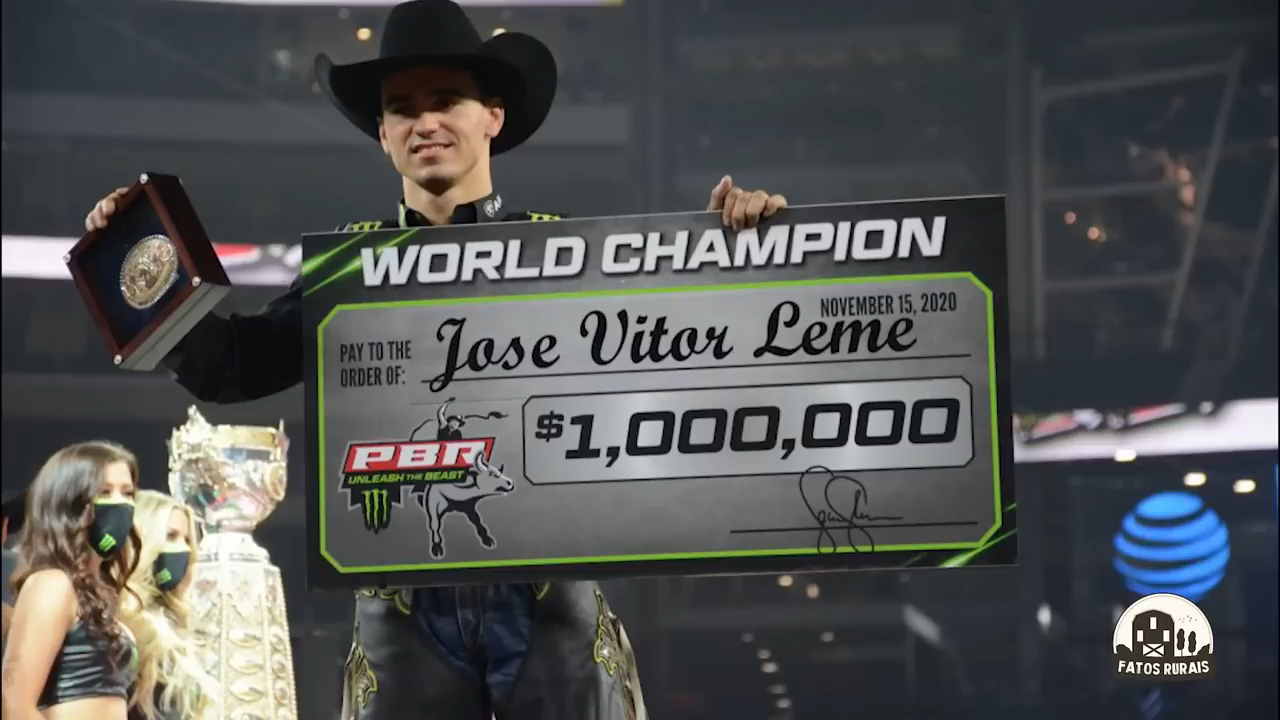 WORLD CHAMPION
NOVEMBER 15, 2020
PAY TO THE
ORDER OF:
Jose Vitor Leme
$1,000,000
PBR
UNLEASH THE BEAST
FATOS RURAIS